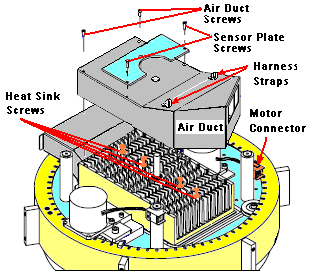 Air Duct
Screws
Sensor Plate
Screws
Harness
Straps
Heat Sink
Screws
Air Duct
Motor
Connector